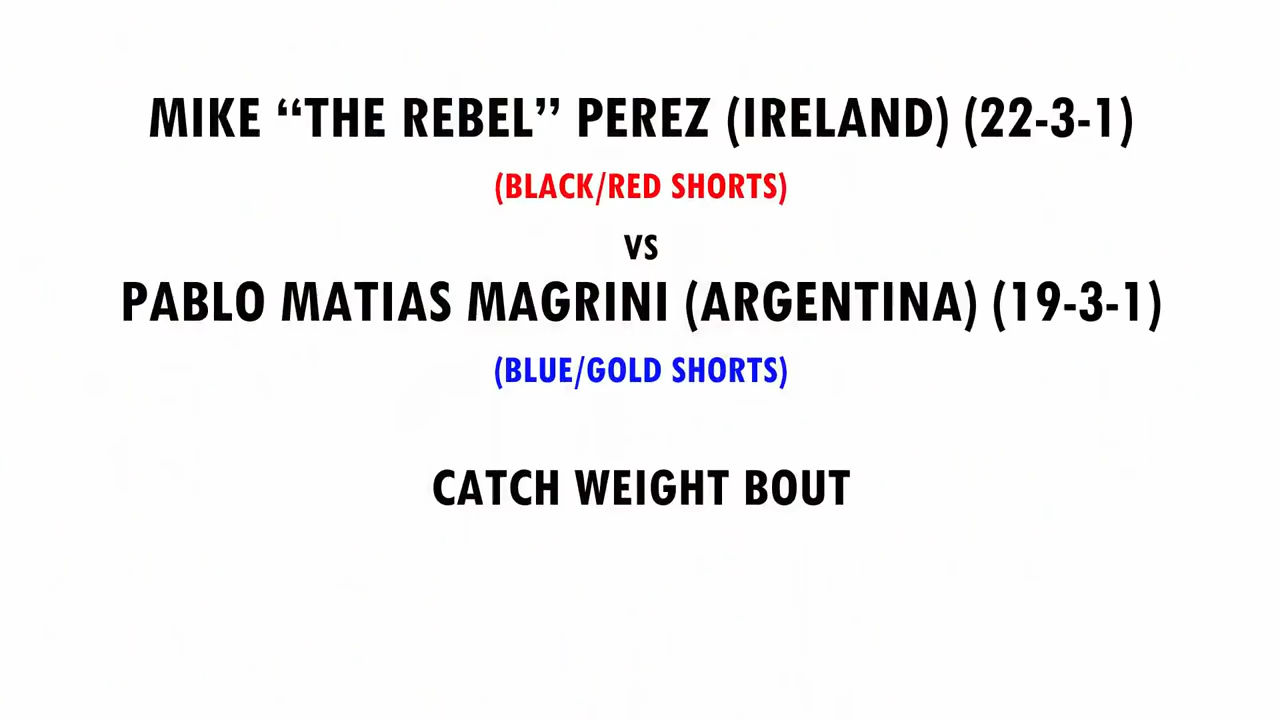 MIKE “THE REBEL” PEREZ (IRELAND) (22-3-1)
(BLACK/RED SHORTS)
VS
PABLO MATIAS MAGRINI (ARGENTINA) (19-3-1)
(BLUE/GOLD SHORTS)
CATCH WEIGHT BOUT